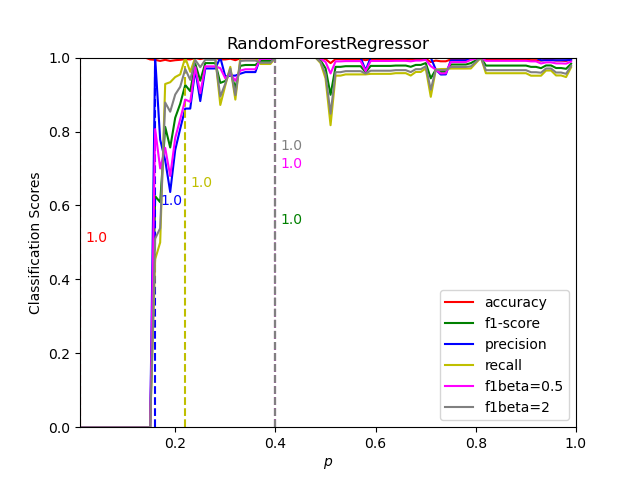 RandomForestRegressor
Classification Scores
1.0
0.8
0.6
0.4
0.2
0.0
1.0
1.0
1.0
1.0
1.0
1.0
accuracy
f1-score
precision
recall
f1beta=0.5
f1beta=2
0.2 0.4 0.6 0.8 1.0
p